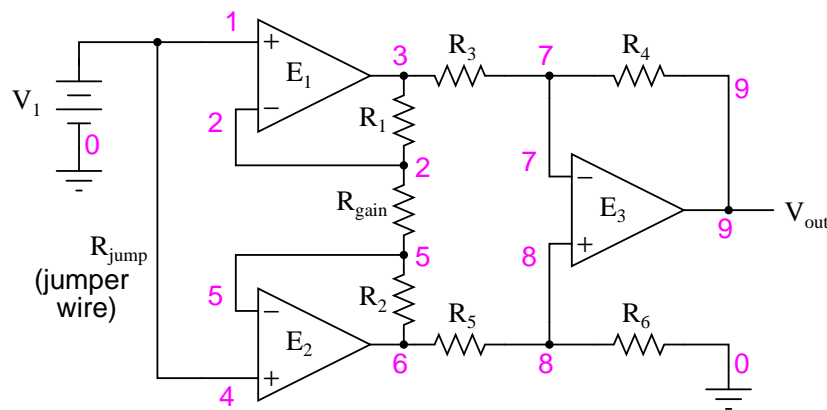 1
3
R3
7
R4
+
E1
V1
−
2
R1
9
0
2
7
−
Rgain
E3
Vout
Rjump
(jumper
wire)
+
8
9
5
5
−
R2
E2
R5
R6
+
4
6
8
0